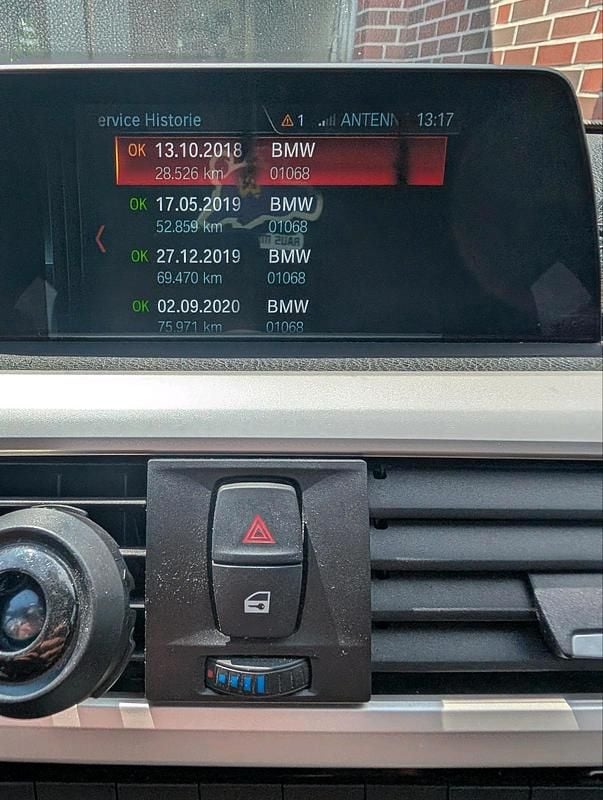 ervice Historie
1 ANTENN 13:17
OK 13.10.2018 BMW
28.526 km 01068
OK 17.05.2019 BMW
52.859 km 01068
OK 27.12.2019 BMW
69.470 km 01068
OK 02.09.2020 BMW
75.971 km 01068